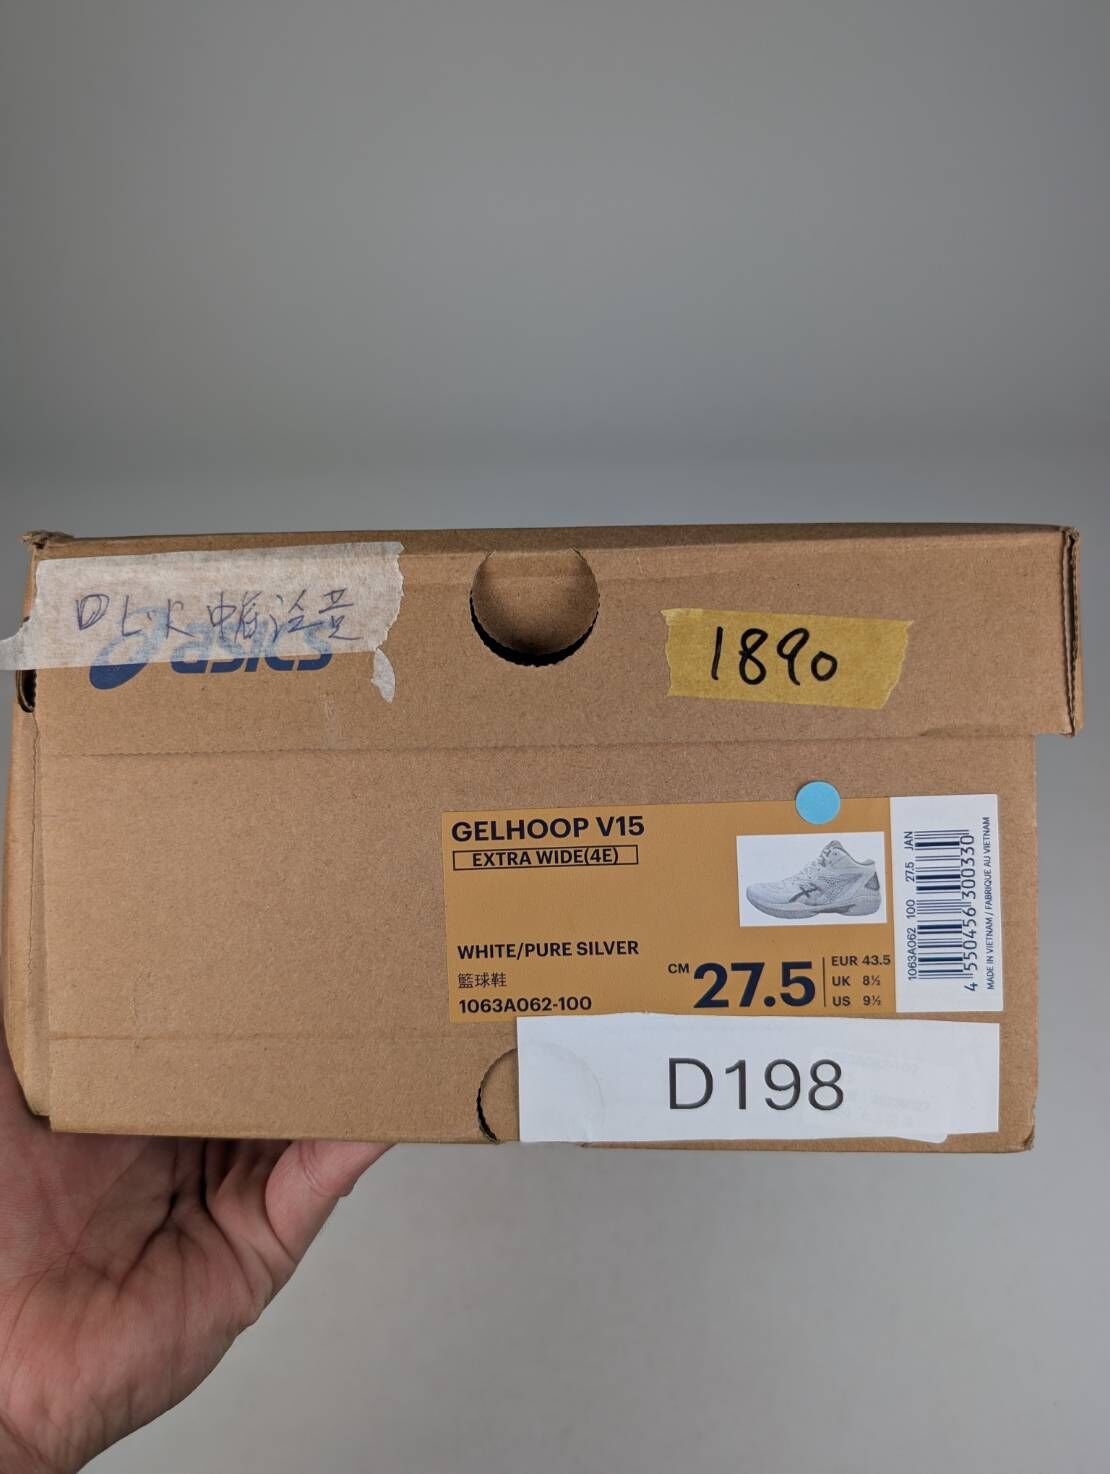 asics
1890
GELHOOP V15
EXTRA WIDE(4E)
WHITE/PURE SILVER
籃球鞋
1063A062-100
CM 27.5
EUR 43.5
UK 8½
US 9½
1063A062 100 27.5 JAN
4 550456 300330
MADE IN VIETNAM / FABRIQUE AU VIETNAM
D198